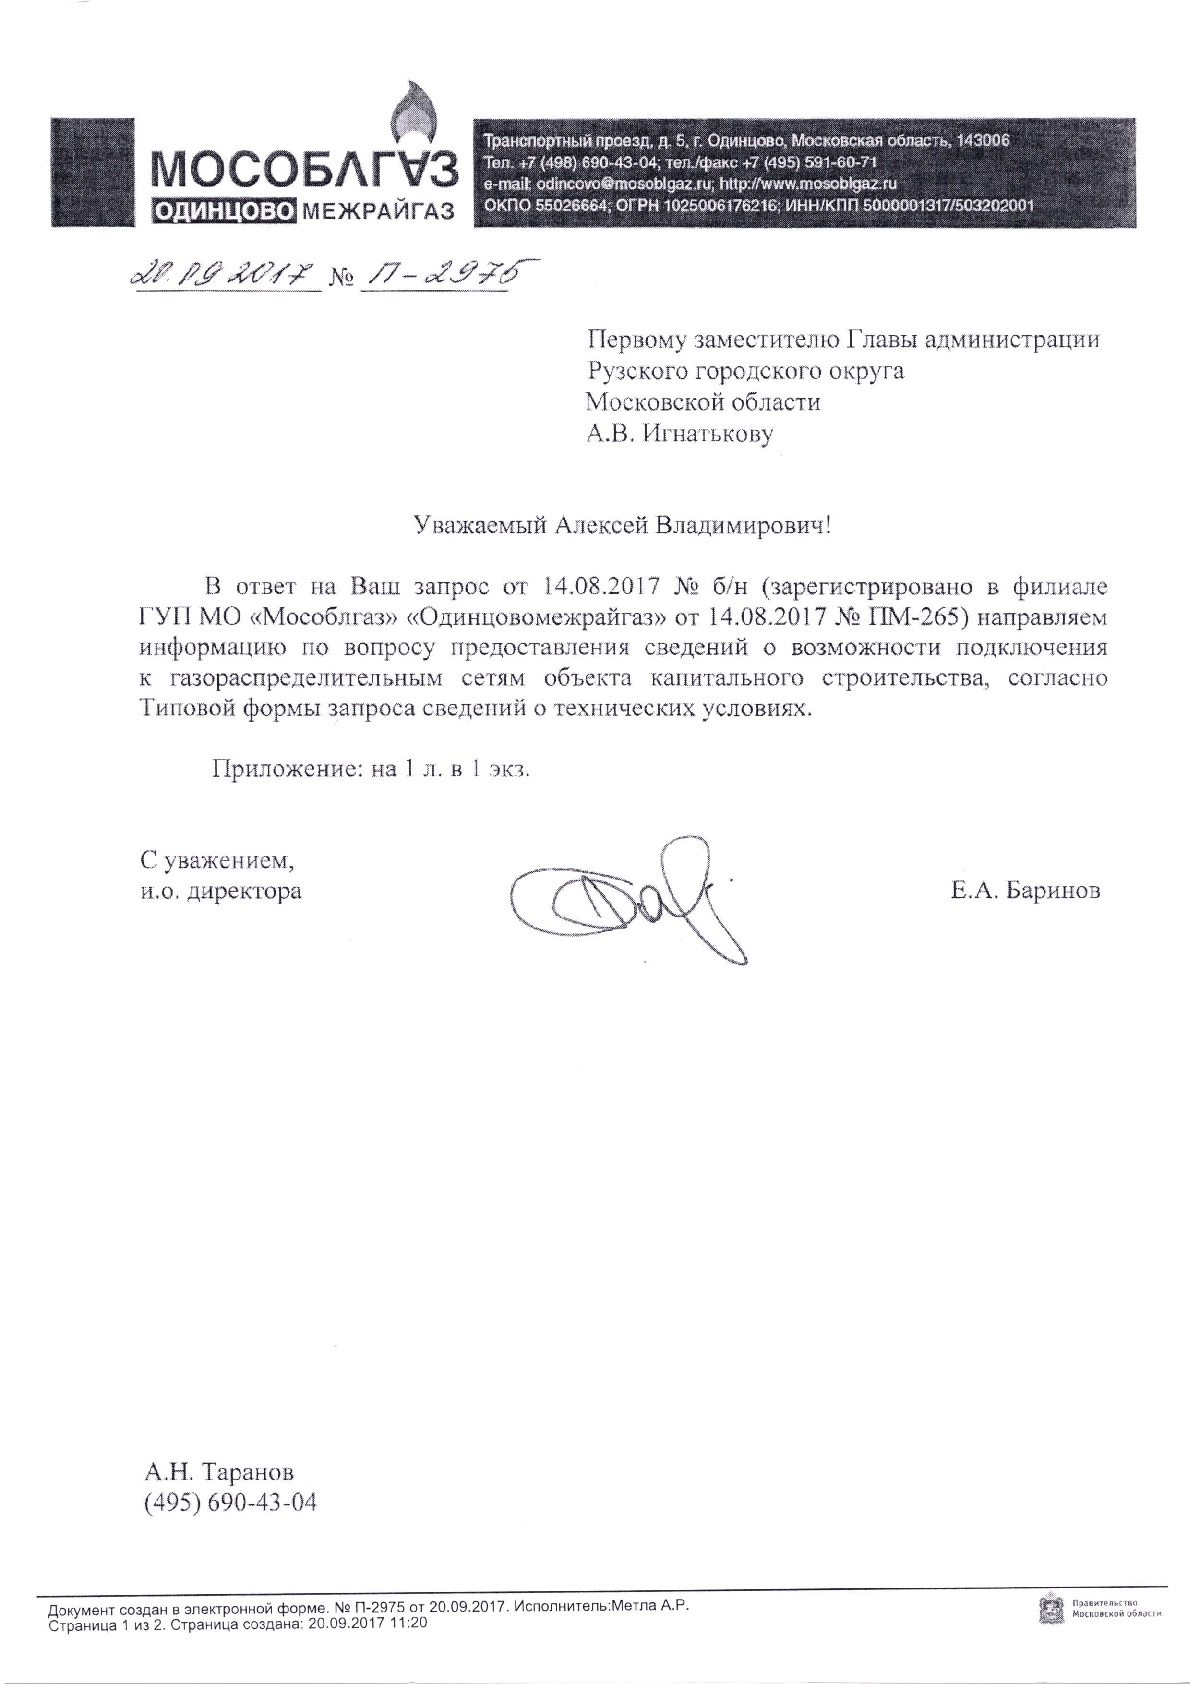 МОСОБЛГАЗ
ОДИНЦОВО МЕЖРАЙГАЗ
Транспортный проезд, д. 5, г. Одинцово, Московская область, 143006
Тел. +7 (498) 690-43-04; тел./факс +7 (495) 591-60-71
e-mail: odincovo@mosoblgaz.ru; http://www.mosoblgaz.ru
ОКПО 55026664; ОГРН 1025006176216; ИНН/КПП 5000001317/503202001
20.09.2017 № П-2975
Первому заместителю Главы администрации
Рузского городского округа
Московской области
А.В. Игнатькову
Уважаемый Алексей Владимирович!
В ответ на Ваш запрос от 14.08.2017 № б/н (зарегистрировано в филиале
ГУП МО «Мособлгаз» «Одинцовомежрайгаз» от 14.08.2017 № ПМ-265) направляем
информацию по вопросу предоставления сведений о возможности подключения
к газораспределительным сетям объекта капитального строительства, согласно
Типовой формы запроса сведений о технических условиях.
Приложение: на 1 л. в 1 экз.
С уважением,
и.о. директора Е.А. Баринов
А.Н. Таранов
(495) 690-43-04
Документ создан в электронной форме. № П-2975 от 20.09.2017. Исполнитель:Метла А.Р.
Страница 1 из 2. Страница создана: 20.09.2017 11:20
Правительство
Московской области